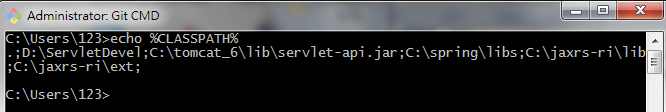 Administrator: Git CMD
C:\Users\123>echo %CLASSPATH%
.;D:\ServletDevel;C:\tomcat_6\lib\servlet-api.jar;C:\spring\libs;C:\jaxrs-ri\lib
;C:\jaxrs-ri\ext;
C:\Users\123>